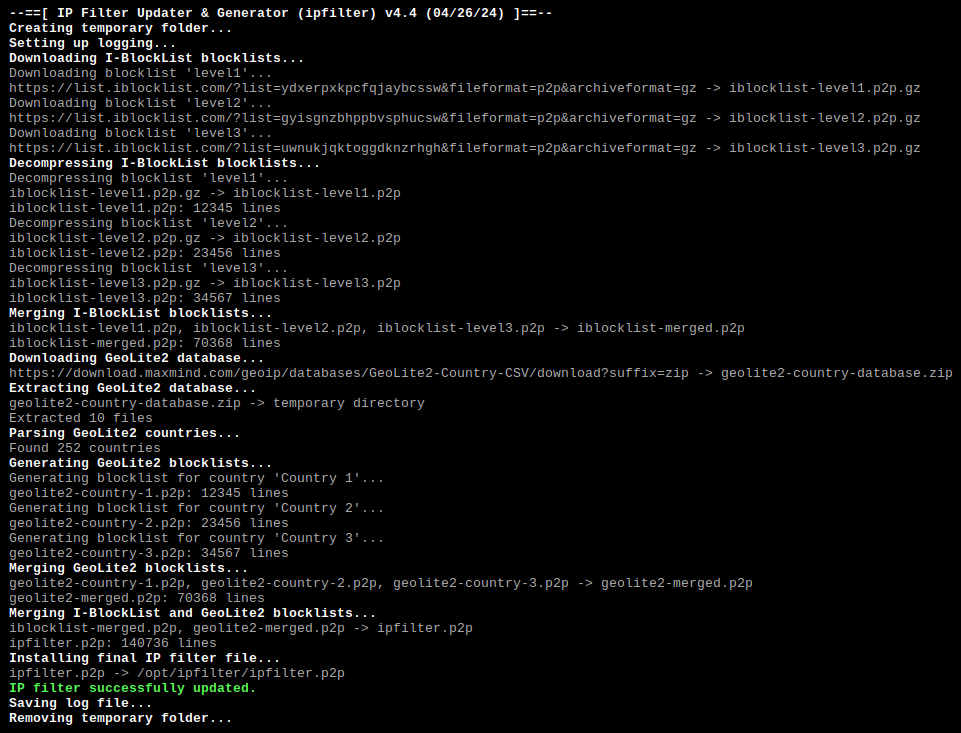 --==[ IP Filter Updater & Generator (ipfilter) v4.4 (04/26/24) ]==--
Creating temporary folder...
Setting up logging...
Downloading I-BlockList blocklists...
Downloading blocklist 'level1'...
https://list.iblocklist.com/?list=ydxerpxkpcfqjaybcssw&fileformat=p2p&archiveformat=gz -> iblocklist-level1.p2p.gz
Downloading blocklist 'level2'...
https://list.iblocklist.com/?list=gyisgnzbhppbvsphucsw&fileformat=p2p&archiveformat=gz -> iblocklist-level2.p2p.gz
Downloading blocklist 'level3'...
https://list.iblocklist.com/?list=uwnukjqktoggdknzrhgh&fileformat=p2p&archiveformat=gz -> iblocklist-level3.p2p.gz
Decompressing I-BlockList blocklists...
Decompressing blocklist 'level1'...
iblocklist-level1.p2p.gz -> iblocklist-level1.p2p
iblocklist-level1.p2p: 12345 lines
Decompressing blocklist 'level2'...
iblocklist-level2.p2p.gz -> iblocklist-level2.p2p
iblocklist-level2.p2p: 23456 lines
Decompressing blocklist 'level3'...
iblocklist-level3.p2p.gz -> iblocklist-level3.p2p
iblocklist-level3.p2p: 34567 lines
Merging I-BlockList blocklists...
iblocklist-level1.p2p, iblocklist-level2.p2p, iblocklist-level3.p2p -> iblocklist-merged.p2p
iblocklist-merged.p2p: 70368 lines
Downloading GeoLite2 database...
https://download.maxmind.com/geoip/databases/GeoLite2-Country-CSV/download?suffix=zip -> geolite2-country-database.zip
Extracting GeoLite2 database...
geolite2-country-database.zip -> temporary directory
Extracted 10 files
Parsing GeoLite2 countries...
Found 252 countries
Generating GeoLite2 blocklists...
Generating blocklist for country 'Country 1'...
geolite2-country-1.p2p: 12345 lines
Generating blocklist for country 'Country 2'...
geolite2-country-2.p2p: 23456 lines
Generating blocklist for country 'Country 3'...
geolite2-country-3.p2p: 34567 lines
Merging GeoLite2 blocklists...
geolite2-country-1.p2p, geolite2-country-2.p2p, geolite2-country-3.p2p -> geolite2-merged.p2p
geolite2-merged.p2p: 70368 lines
Merging I-BlockList and GeoLite2 blocklists...
iblocklist-merged.p2p, geolite2-merged.p2p -> ipfilter.p2p
ipfilter.p2p: 140736 lines
Installing final IP filter file...
ipfilter.p2p -> /opt/ipfilter/ipfilter.p2p
IP filter successfully updated.
Saving log file...
Removing temporary folder...